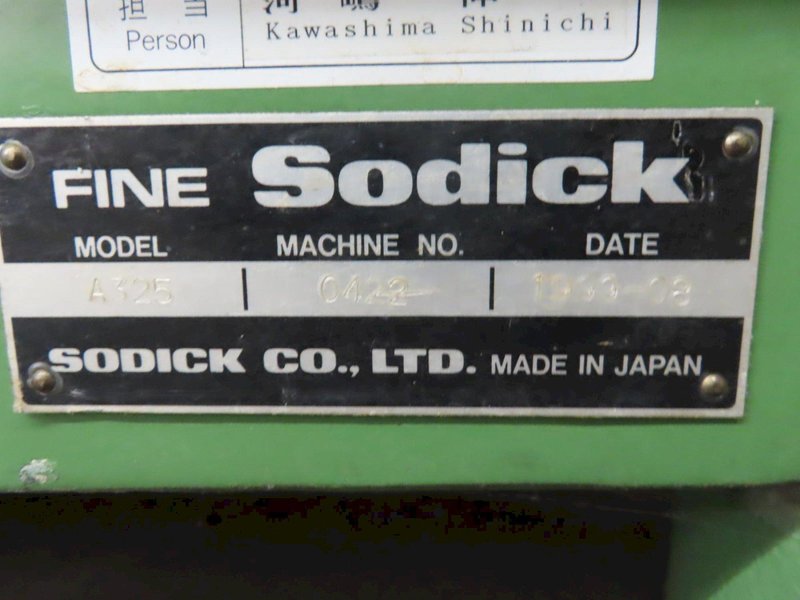 担当
Person
Kawashima Shinichi
FINE Sodick
MODEL MACHINE NO. DATE
A325 0422
SODICK CO., LTD. MADE IN JAPAN